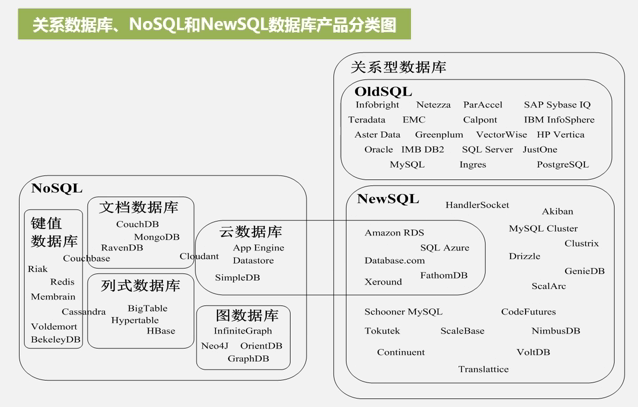 关系数据库、NoSQL和NewSQL数据库产品分类图
关系型数据库
OldSQL
Infobright Netezza ParAccel SAP Sybase IQ
Teradata EMC Calpont IBM InfoSphere
Aster Data Greenplum VectorWise HP Vertica
Oracle IMB DB2 SQL Server JustOne
MySQL Ingres PostgreSQL
NoSQL
键值
数据库
Couchbase
Riak
Redis
Membrain
Cassandra
Voldemort
BekeleyDB
文档数据库
CouchDB
MongoDB
RavenDB
Cloudant
列式数据库
BigTable
Hypertable
HBase
云数据库
App Engine
Datastore
SimpleDB
图数据库
InfiniteGraph
Neo4J OrientDB
GraphDB
NewSQL
HandlerSocket
Akiban
Amazon RDS
MySQL Cluster
SQL Azure
Clustrix
Database.com
Drizzle
FathomDB
GenieDB
Xeround
ScalArc
Schooner MySQL CodeFutures
Tokutek ScaleBase NimbusDB
Continuent VoltDB
Translattice